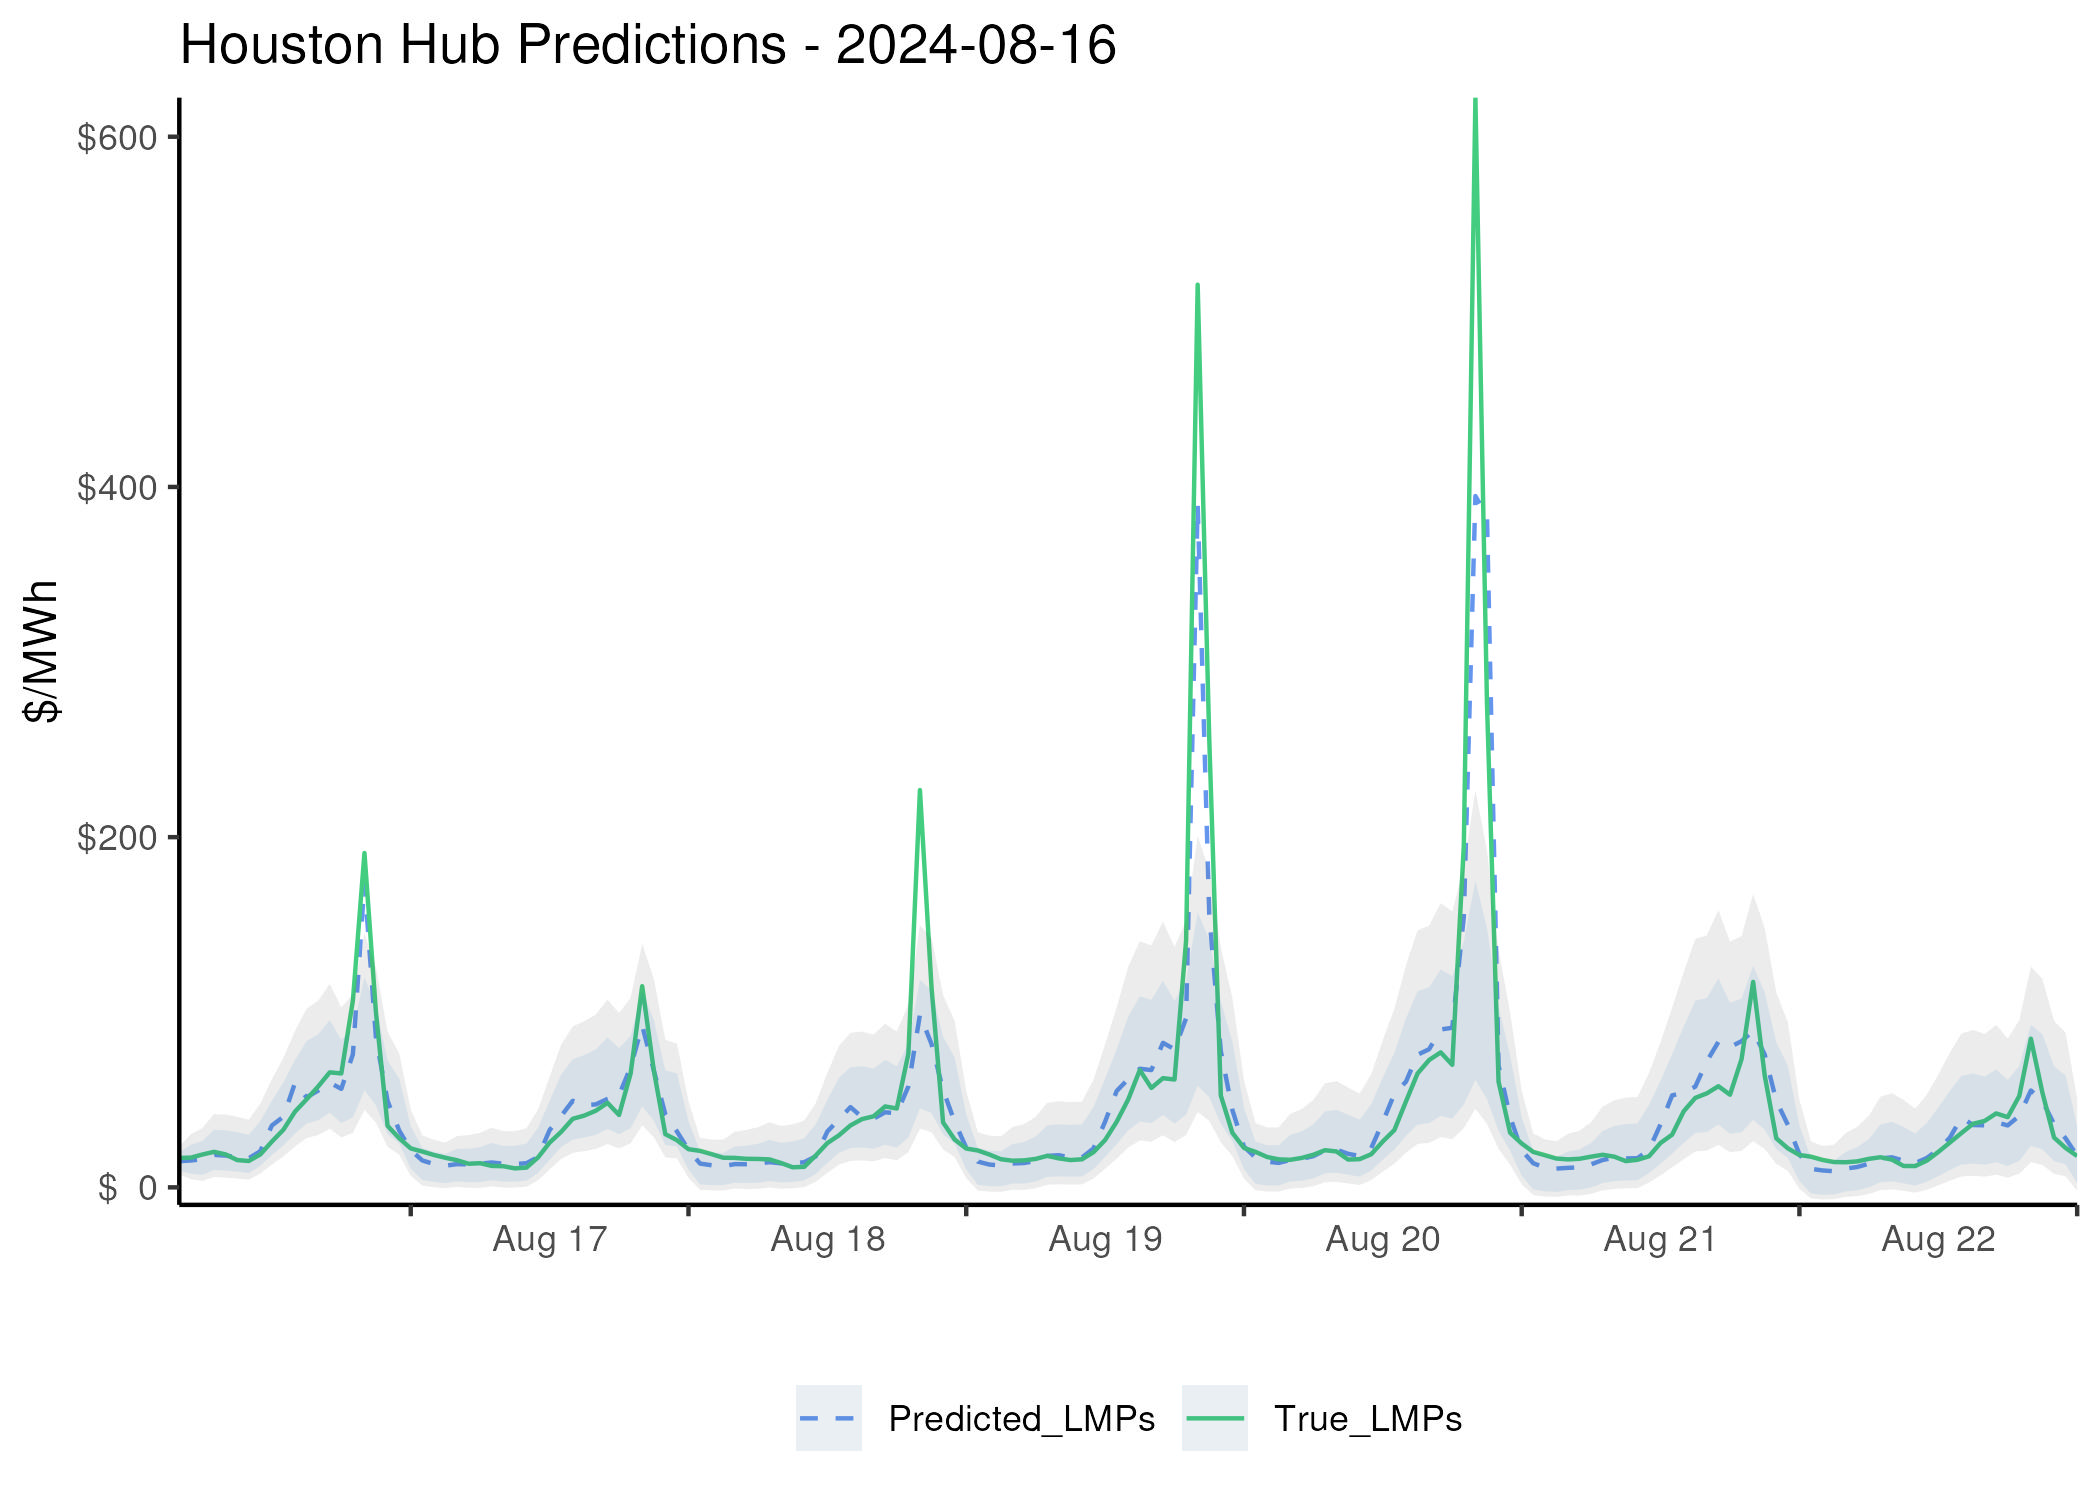 Houston Hub Predictions - 2024-08-16
$/MWh
$600
$400
$200
$  0
Aug 17 Aug 18 Aug 19 Aug 20 Aug 21 Aug 22
Predicted_LMPs True_LMPs